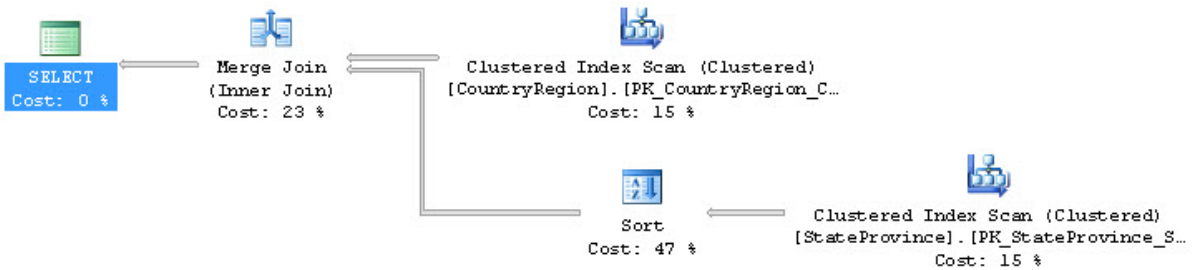 SELECT
Cost: 0 %
Merge Join
(Inner Join)
Cost: 23 %
Clustered Index Scan (Clustered)
[CountryRegion].[PK_CountryRegion_C…
Cost: 15 %
Sort
Cost: 47 %
Clustered Index Scan (Clustered)
[StateProvince].[PK_StateProvince_S…
Cost: 15 %